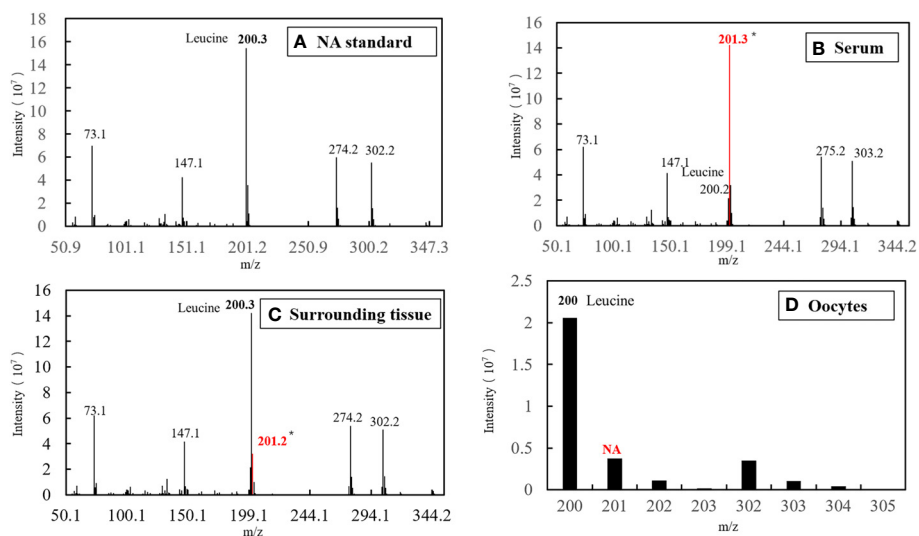 A NA standard
Intensity ( 10⁷ )
18
16
14
12
10
8
6
4
2
0
Leucine 200.3
73.1
147.1
274.2
302.2
50.9 101.1 151.1 201.2 250.9 300.2 347.3
m/z
B Serum
Intensity ( 10⁷ )
16
14
12
10
8
6
4
2
0
201.3 *
73.1
147.1
Leucine
200.2
275.2
303.2
50.1 100.1 150.1 199.1 244.1 294.1 344.2
m/z
C Surrounding tissue
Intensity ( 10⁷ )
16
14
12
10
8
6
4
2
0
Leucine 200.3
73.1
147.1
201.2 *
274.2
302.2
50.1 100.1 150.1 199.1 244.1 294.1 344.2
m/z
D Oocytes
Intensity ( 10⁷ )
2.5
2
1.5
1
0.5
0
200 Leucine
NA
200 201 202 203 302 303 304 305
m/z